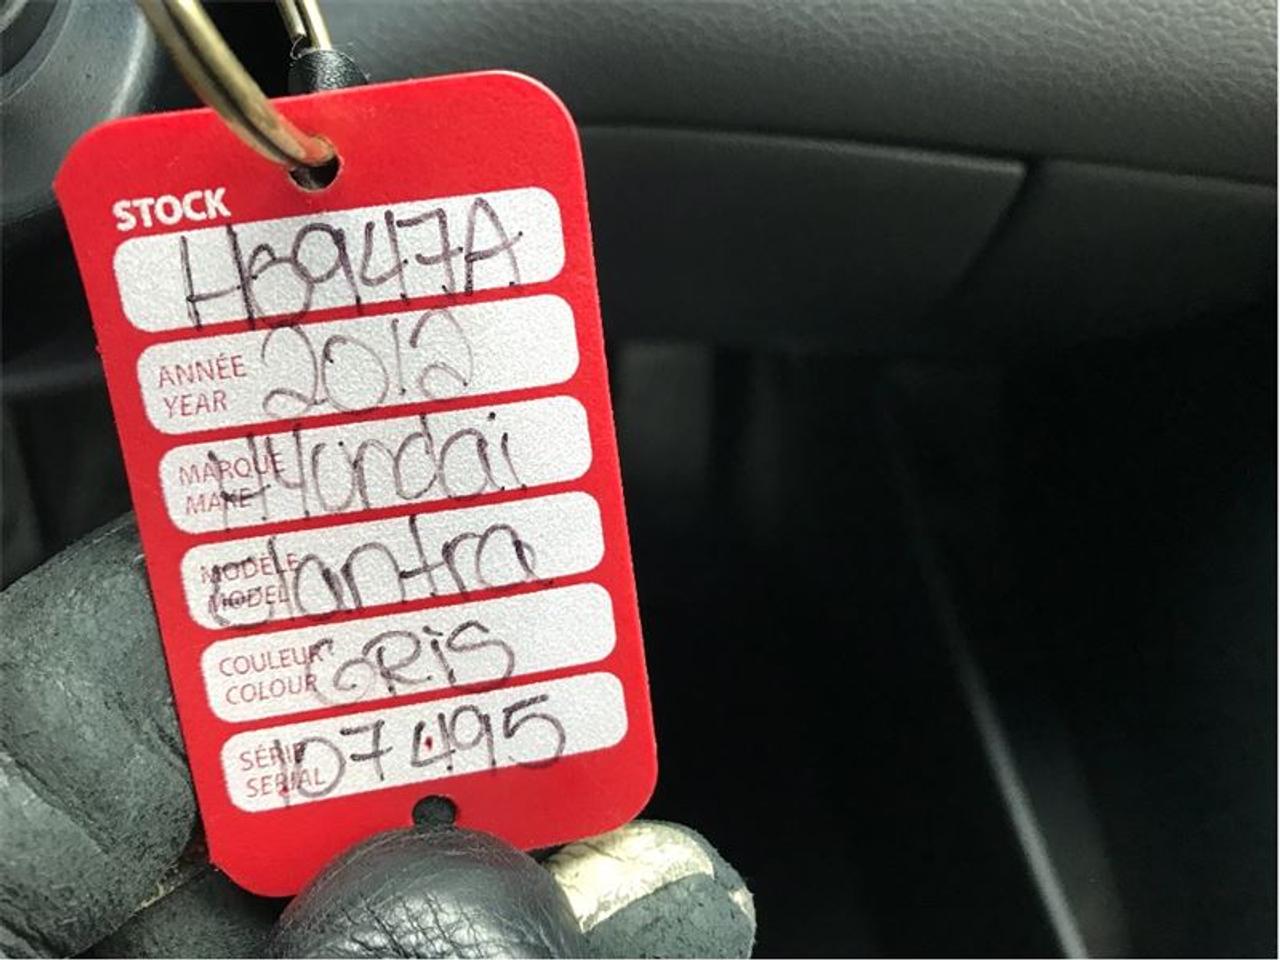 STOCK
H8947A
ANNÉE
YEAR 2012
MARQUE
MAKE Hyundai
MODÈLE
MODEL elantra
COULEUR
COLOUR GRiS
SÉRIE
SERIAL 107495